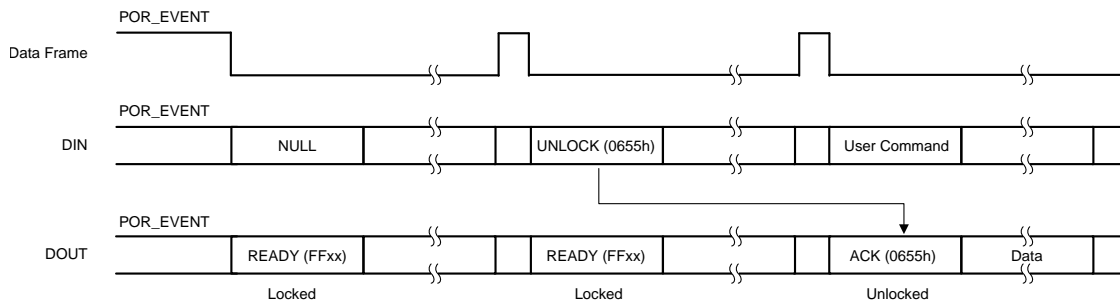 POR_EVENT
Data Frame
POR_EVENT
DIN
NULL
UNLOCK (0655h)
User Command
POR_EVENT
DOUT
READY (FFxx)
READY (FFxx)
ACK (0655h)
Data
Locked
Locked
Unlocked